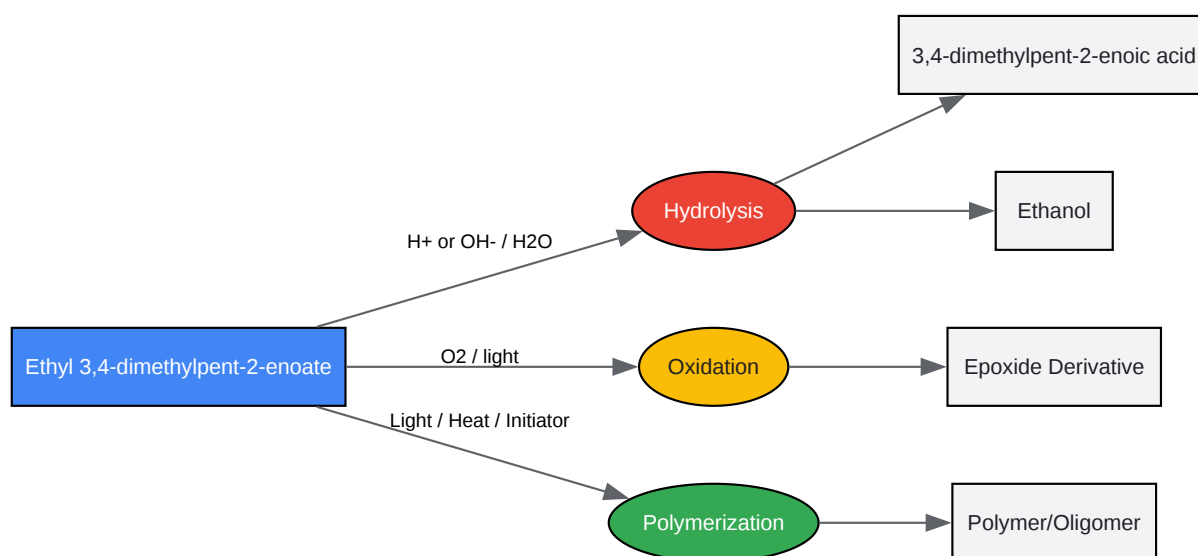 3,4-dimethylpent-2-enoic acid
Hydrolysis
Ethanol
H+ or OH- / H2O
Ethyl 3,4-dimethylpent-2-enoate
O2 / light
Oxidation
Epoxide Derivative
Light / Heat / Initiator
Polymerization
Polymer/Oligomer